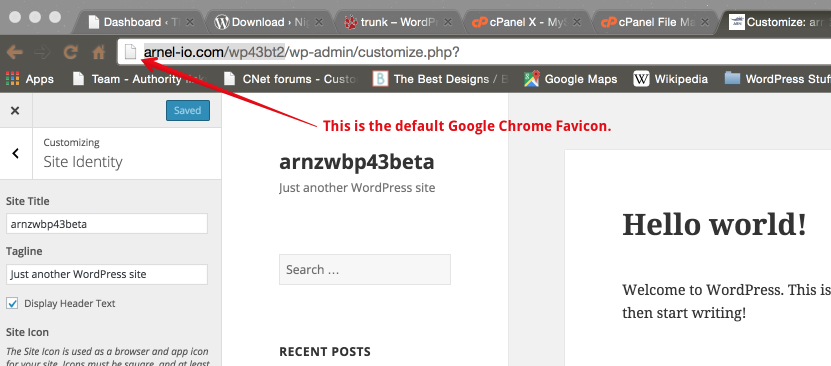 Dashboard ‹ T
Download ‹ Nig
trunk – WordP
cPanel X - MyS
cPanel File Ma
Customize: ar
arnel-io.com/wp43bt2/wp-admin/customize.php?
Apps
Team - Authority link
CNet forums - Custo
The Best Designs / B
Google Maps
Wikipedia
WordPress Stuff
This is the default Google Chrome Favicon.
Saved
Customizing
Site Identity
Site Title
arnzwbp43beta
Tagline
Just another WordPress site
Display Header Text
Site Icon
The Site Icon is used as a browser and app icon
for your site. Icons must be square, and at least
arnzwbp43beta
Just another WordPress site
Search …
RECENT POSTS
Hello world!
Welcome to WordPress. This is
then start writing!